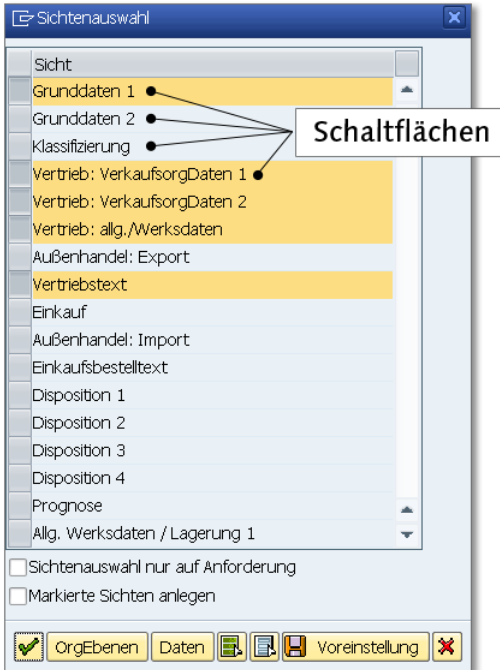 Sichtenauswahl
Sicht
Grunddaten 1
Grunddaten 2
Schaltflächen
Klassifizierung
Vertrieb: VerkaufsorgDaten 1
Vertrieb: VerkaufsorgDaten 2
Vertrieb: allg./Werksdaten
Außenhandel: Export
Vertriebstext
Einkauf
Außenhandel: Import
Einkaufsbestelltext
Disposition 1
Disposition 2
Disposition 3
Disposition 4
Prognose
Allg. Werksdaten / Lagerung 1
Sichtenauswahl nur auf Anforderung
Markierte Sichten anlegen
OrgEbenen Daten Voreinstellung